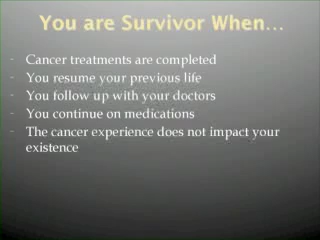 You are Survivor When...
- Cancer treatments are completed
- You resume your previous life
- You follow up with your doctors
- You continue on medications
- The cancer experience does not impact your
existence